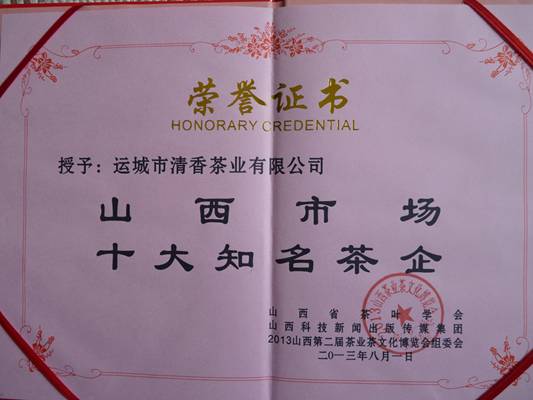 荣誉证书
HONORARY CREDENTIAL
授予：运城市清香茶业有限公司
山西市场
十大知名茶企
山西省茶叶学会
山西科技新闻出版传媒集团
2013山西第二届茶业茶文化博览会组委会
二〇一三年八月一日